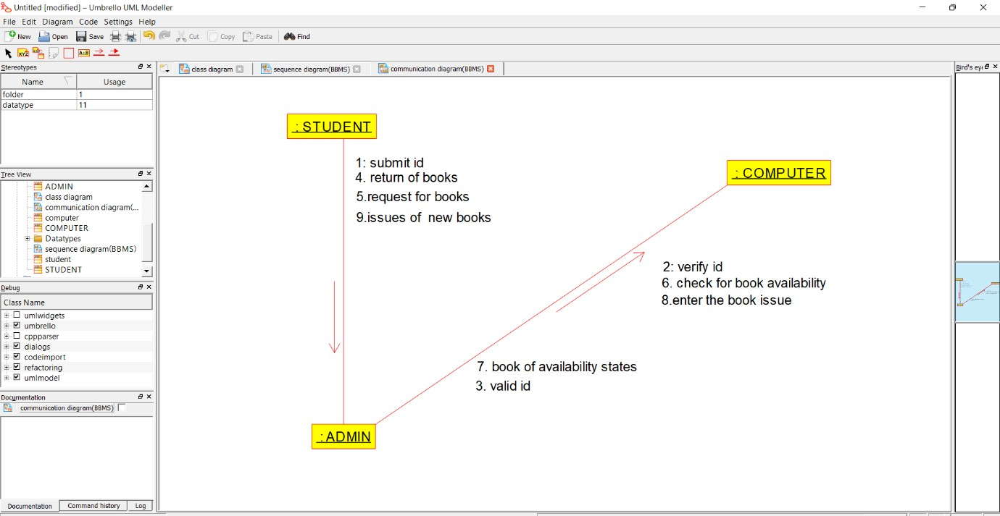 Untitled [modified] – Umbrello UML Modeller
File Edit Diagram Code Settings Help
New Open Save Cut Copy Paste Find
XYZ A:B
Stereotypes
Name Usage
folder 1
datatype 11
Tree View
ADMIN
class diagram
communication diagram(...
computer
COMPUTER
Datatypes
sequence diagram(BBMS)
student
STUDENT
Debug
Class Name
umlwidgets
umbrello
cppparser
dialogs
codeimport
refactoring
umlmodel
Documentation
communication diagram(BBMS)
Documentation Command history Log
class diagram sequence diagram(BBMS) communication diagram(BBMS)
: STUDENT
1: submit id
4. return of books
5.request for books
9.issues of new books
: COMPUTER
2: verify id
6. check for book availability
8.enter the book issue
7. book of availability states
3. valid id
: ADMIN
Bird's eye